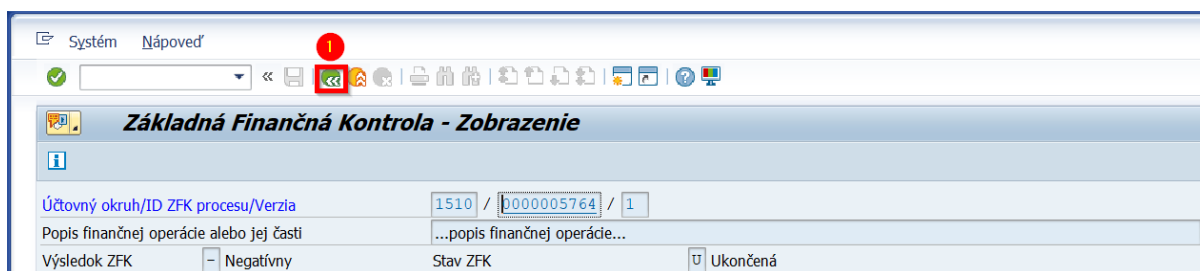 Systém Nápoveď
1
Základná Finančná Kontrola - Zobrazenie
Účtovný okruh/ID ZFK procesu/Verzia 1510 / 0000005764 / 1
Popis finančnej operácie alebo jej časti ...popis finančnej operácie...
Výsledok ZFK – Negatívny Stav ZFK U Ukončená